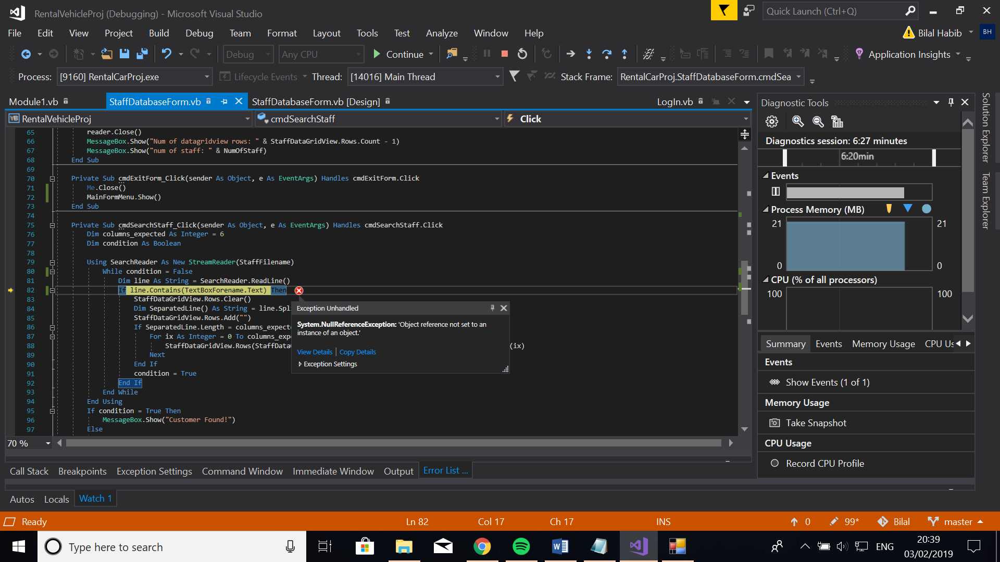 RentalVehicleProj (Debugging) - Microsoft Visual Studio
Quick Launch (Ctrl+Q)
File Edit View Project Build Debug Team Format Layout Tools Test Analyze Window Help
Bilal Habib BH
Debug Any CPU Continue Application Insights
Process: [9160] RentalCarProj.exe Lifecycle Events Thread: [14016] Main Thread Stack Frame: RentalCarProj.StaffDatabaseForm.cmdSea
Module1.vb StaffDatabaseForm.vb StaffDatabaseForm.vb [Design] LogIn.vb
VB RentalVehicleProj cmdSearchStaff Click
65 reader.Close()
66 MessageBox.Show("Num of datagridview rows: " & StaffDataGridView.Rows.Count - 1)
67 MessageBox.Show("num of staff: " & NumOfStaff)
68 End Sub
69
70 Private Sub cmdExitForm_Click(sender As Object, e As EventArgs) Handles cmdExitForm.Click
71 Me.Close()
72 MainFormMenu.Show()
73 End Sub
74
75 Private Sub cmdSearchStaff_Click(sender As Object, e As EventArgs) Handles cmdSearchStaff.Click
76 Dim columns_expected As Integer = 6
77 Dim condition As Boolean
78
79 Using SearchReader As New StreamReader(StaffFilename)
80 While condition = False
81 Dim line As String = SearchReader.ReadLine()
82 If line.Contains(TextBoxForename.Text) Then
83 StaffDataGridView.Rows.Clear()
84 Dim SeparatedLine() As String = line.Spl
85 StaffDataGridView.Rows.Add("")
86 If SeparatedLine.Length = columns_expect
87 For ix As Integer = 0 To columns_exp
88 StaffDataGridView.Rows(StaffData (ix)
89 Next
90 End If
91 condition = True
92 End If
93 End While
94 End Using
95 If condition = True Then
96 MessageBox.Show("Customer Found!")
97 Else
Exception Unhandled
System.NullReferenceException: 'Object reference not set to an
instance of an object.'
View Details | Copy Details
Exception Settings
70 %
Diagnostic Tools
Diagnostics session: 6:27 minutes
6:20min
Events
Process Memory (MB)
21 21
0 0
CPU (% of all processors)
100 100
Summary Events Memory Usage CPU Us
Events
Show Events (1 of 1)
Memory Usage
Take Snapshot
CPU Usage
Record CPU Profile
Solution Explorer
Team Explorer
Call Stack Breakpoints Exception Settings Command Window Immediate Window Output Error List ...
Autos Locals Watch 1
Ready Ln 82 Col 17 Ch 17 INS 0 99* Bilal master
Type here to search
ENG
20:39
03/02/2019